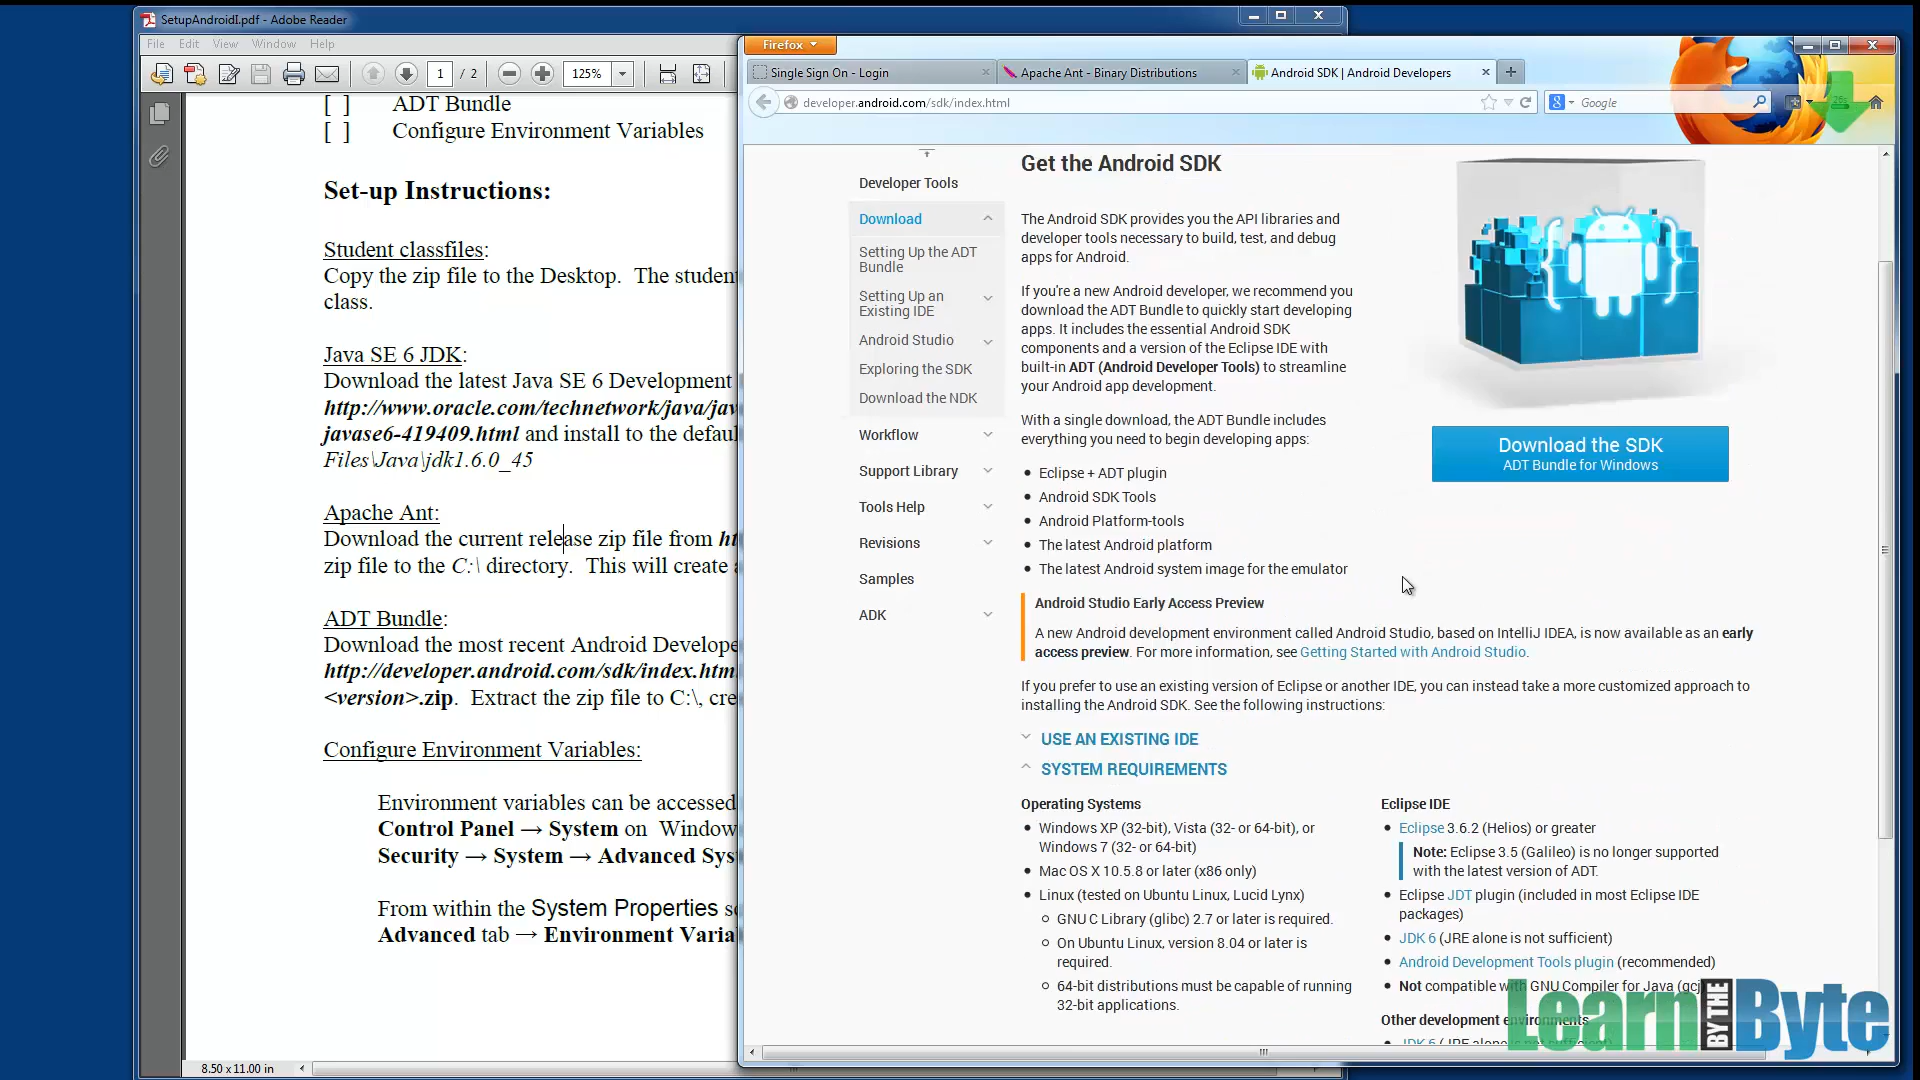 SetupAndroidI.pdf - Adobe Reader
File Edit View Window Help
1 / 2
125%
[ ] ADT Bundle
[ ] Configure Environment Variables
Set-up Instructions:
Student classfiles:
Copy the zip file to the Desktop. The student
class.
Java SE 6 JDK:
Download the latest Java SE 6 Development
http://www.oracle.com/technetwork/java/jav
javase6-419409.html and install to the defaul
Files\Java\jdk1.6.0_45
Apache Ant:
Download the current release zip file from ht
zip file to the C:\ directory. This will create a
ADT Bundle:
Download the most recent Android Develope
http://developer.android.com/sdk/index.htm
<version>.zip. Extract the zip file to C:\, cre
Configure Environment Variables:
Environment variables can be accessed
Control Panel → System on Window
Security → System → Advanced Sys
From within the System Properties sc
Advanced tab → Environment Varia
8.50 x 11.00 in
Firefox
Single Sign On - Login
Apache Ant - Binary Distributions
Android SDK | Android Developers
developer.android.com/sdk/index.html
Google
Developer Tools
Download
Setting Up the ADT
Bundle
Setting Up an
Existing IDE
Android Studio
Exploring the SDK
Download the NDK
Workflow
Support Library
Tools Help
Revisions
Samples
ADK
Get the Android SDK
The Android SDK provides you the API libraries and
developer tools necessary to build, test, and debug
apps for Android.
If you're a new Android developer, we recommend you
download the ADT Bundle to quickly start developing
apps. It includes the essential Android SDK
components and a version of the Eclipse IDE with
built-in ADT (Android Developer Tools) to streamline
your Android app development.
With a single download, the ADT Bundle includes
everything you need to begin developing apps:
• Eclipse + ADT plugin
• Android SDK Tools
• Android Platform-tools
• The latest Android platform
• The latest Android system image for the emulator
Download the SDK
ADT Bundle for Windows
Android Studio Early Access Preview
A new Android development environment called Android Studio, based on IntelliJ IDEA, is now available as an early
access preview. For more information, see Getting Started with Android Studio.
If you prefer to use an existing version of Eclipse or another IDE, you can instead take a more customized approach to
installing the Android SDK. See the following instructions:
USE AN EXISTING IDE
SYSTEM REQUIREMENTS
Operating Systems
• Windows XP (32-bit), Vista (32- or 64-bit), or
Windows 7 (32- or 64-bit)
• Mac OS X 10.5.8 or later (x86 only)
• Linux (tested on Ubuntu Linux, Lucid Lynx)
○ GNU C Library (glibc) 2.7 or later is required.
○ On Ubuntu Linux, version 8.04 or later is
required.
○ 64-bit distributions must be capable of running
32-bit applications.
Eclipse IDE
• Eclipse 3.6.2 (Helios) or greater
Note: Eclipse 3.5 (Galileo) is no longer supported
with the latest version of ADT.
• Eclipse JDT plugin (included in most Eclipse IDE
packages)
• JDK 6 (JRE alone is not sufficient)
• Android Development Tools plugin (recommended)
• Not compatible with GNU Compiler for Java (gcj
Other development environments
• JDK 6 (JRE alone is not sufficient)
Learn BY THE Byte